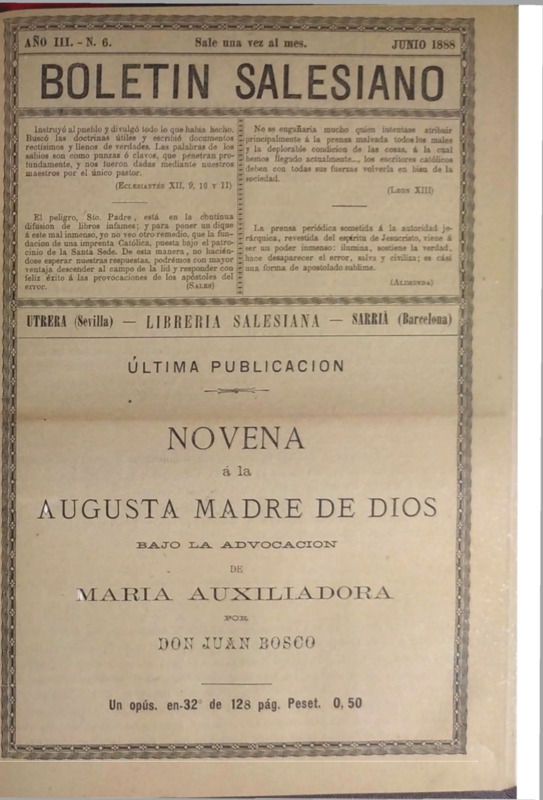 AÑO III. - N. 6. Sale una vez al mes. JUNIO 1888
BOLETIN SALESIANO
Instruyó al pueblo y divulgó todo lo que habia hecho.
Buscó las doctrinas útiles y escribió documentos
rectísimos y llenos de verdades. Las palabras de los
sabios son como punzas ó clavos, que penetran pro-
fundamente, y nos fueron dadas mediante nuestros
maestros por el único pastor.
(ECLESIASTÉS XII, 9, 10 Y 11)
El peligro, Sto. Padre, está en la contínua
difusion de libros infames; y para poner un dique
á este mal inmenso, yo no veo otro remedio, que la fun-
dacion de una imprenta Católica, puesta bajo el patro-
cinio de la Santa Sede. De esta manera, no hacién-
dose esperar nuestras respuestas, podrémos con mayor
ventaja descender al campo de la lid y responder con
feliz éxito á las provocaciones de los apóstoles del
error. (SALES)
No se engañaría mucho quien intentase atribuir
principalmente á la prensa malvada todos los males
y la deplorable condicion de las cosas, á la cual
hemos llegado actualmente..., los escritores católicos
deben con todas sus fuerzas volverla en bien de la
sociedad.
(LEON XIII)
La prensa periódica sometida á la autoridad je-
rárquica, revestida del espíritu de Jesucristo, viene á
ser un poder inmenso: ilumina, sostiene la verdad,
hace desaparecer el error, salva y civiliza; es cási
una forma de apostolado sublime.
(ALIMONDA)
UTRERA (Sevilla) — LIBRERIA SALESIANA — SARRIÁ (Barcelona)
ÚLTIMA PUBLICACION
NOVENA
á la
AUGUSTA MADRE DE DIOS
BAJO LA ADVOCACION
DE
MARIA AUXILIADORA
POR
DON JUAN BOSCO
Un opús. en-32° de 128 pág. Peset. 0,50